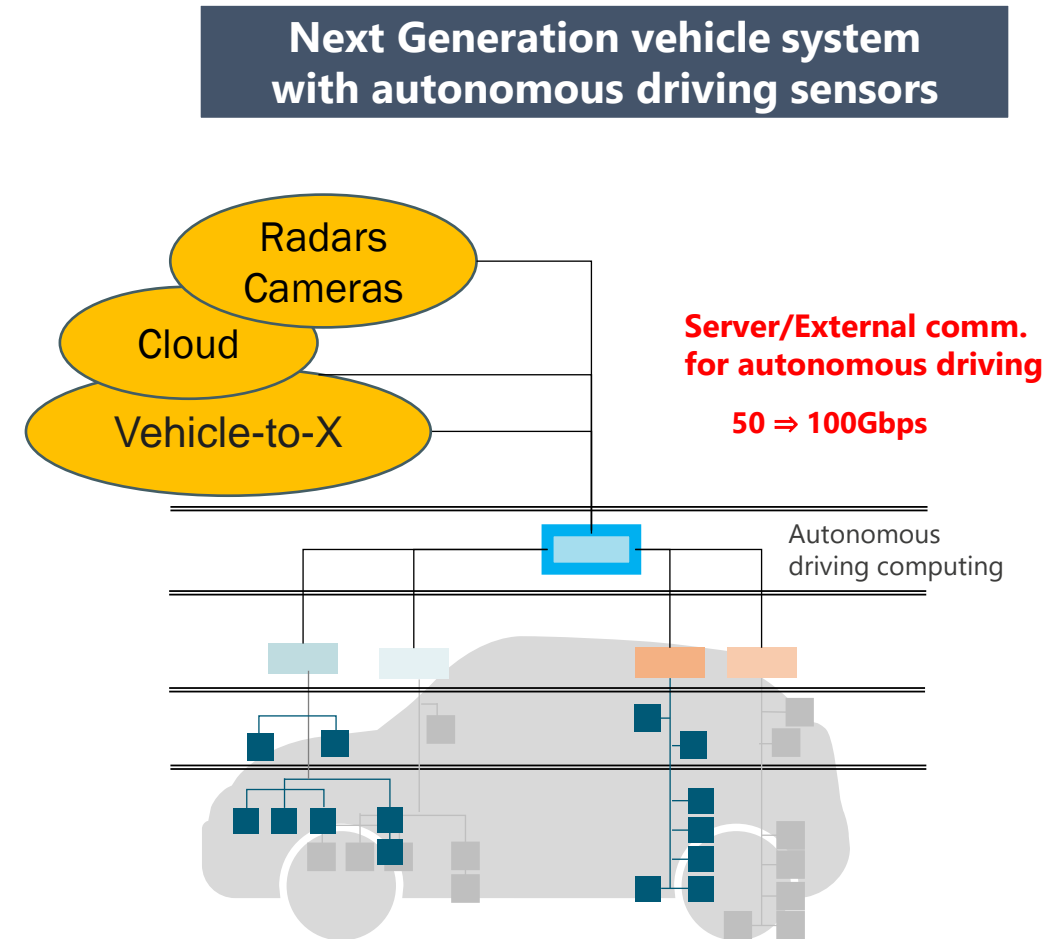 Next Generation vehicle system
with autonomous driving sensors
Radars
Cameras
Cloud
Vehicle-to-X
Server/External comm.
for autonomous driving
50 ⇒ 100Gbps
Autonomous
driving computing